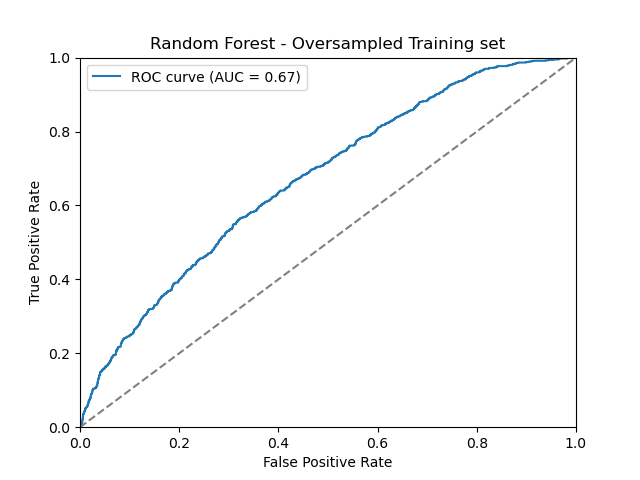 Random Forest - Oversampled Training set
ROC curve (AUC = 0.67)
True Positive Rate
1.0
0.8
0.6
0.4
0.2
0.0
0.0 0.2 0.4 0.6 0.8 1.0
False Positive Rate